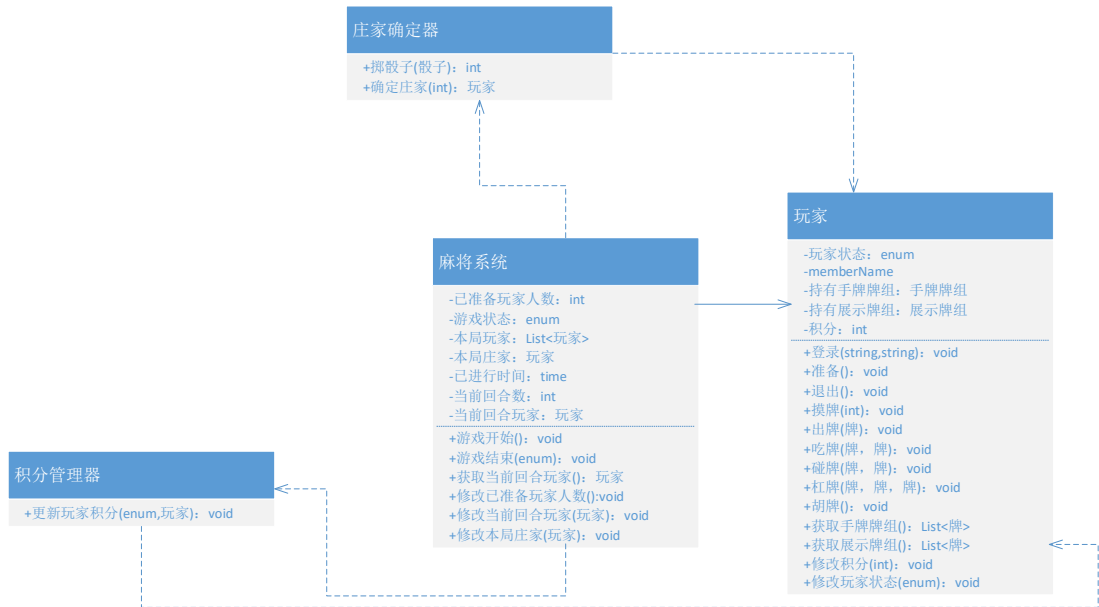 庄家确定器
+掷骰子(骰子)：int
+确定庄家(int)：玩家
麻将系统
-已准备玩家人数：int
-游戏状态：enum
-本局玩家：List<玩家>
-本局庄家：玩家
-已进行时间：time
-当前回合数：int
-当前回合玩家：玩家
+游戏开始()：void
+游戏结束(enum)：void
+获取当前回合玩家()：玩家
+修改已准备玩家人数():void
+修改当前回合玩家(玩家)：void
+修改本局庄家(玩家)：void
玩家
-玩家状态：enum
-memberName
-持有手牌牌组：手牌牌组
-持有展示牌组：展示牌组
-积分：int
+登录(string,string)：void
+准备()：void
+退出()：void
+摸牌(int)：void
+出牌(牌)：void
+吃牌(牌，牌)：void
+碰牌(牌，牌)：void
+杠牌(牌，牌，牌)：void
+胡牌()：void
+获取手牌牌组()：List<牌>
+获取展示牌组()：List<牌>
+修改积分(int)：void
+修改玩家状态(enum)：void
积分管理器
+更新玩家积分(enum,玩家)：void